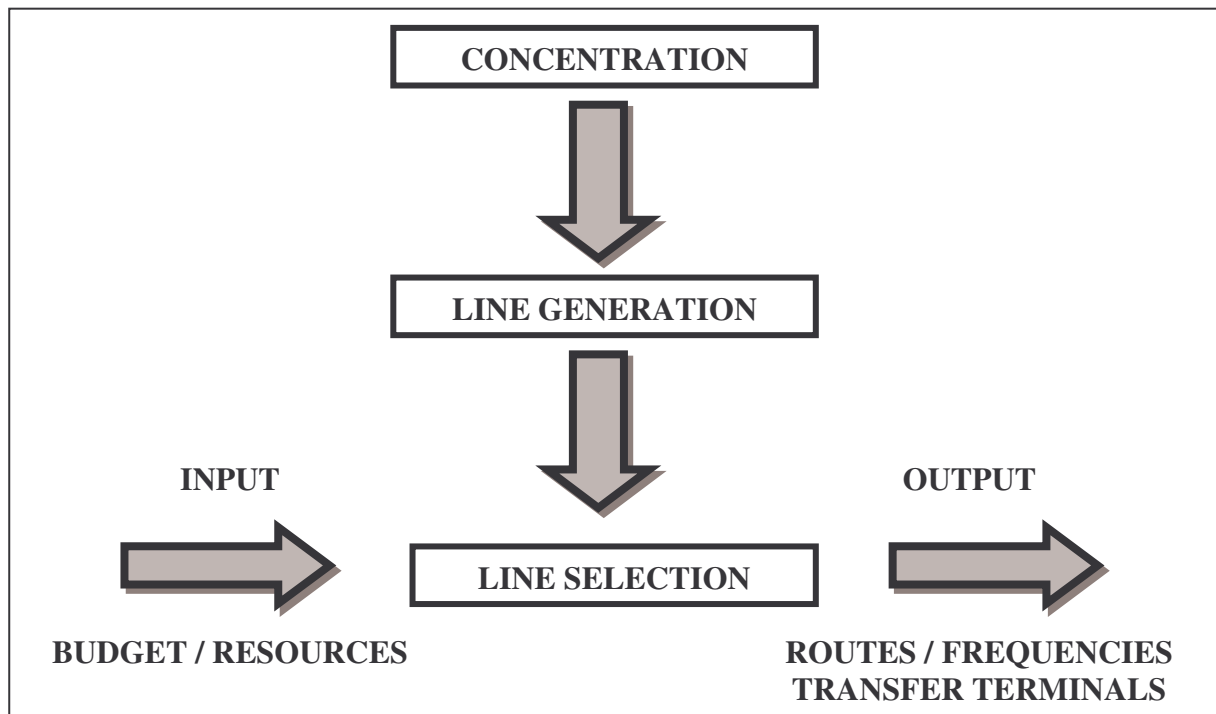 CONCENTRATION
LINE GENERATION
INPUT
OUTPUT
LINE SELECTION
BUDGET / RESOURCES
ROUTES / FREQUENCIES
TRANSFER TERMINALS